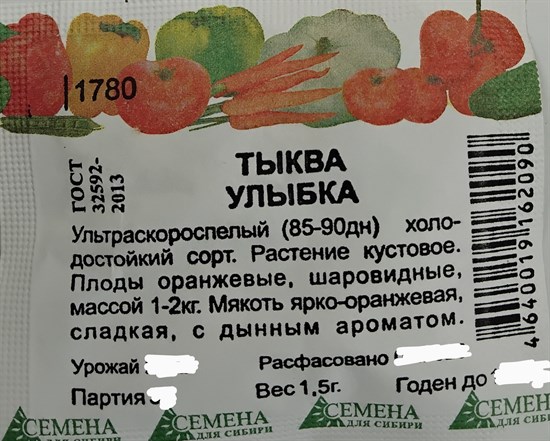 1780
ГОСТ
32592-
2013
ТЫКВА
УЛЫБКА
Ультраскороспелый (85-90дн) холо-
достойкий сорт. Растение кустовое.
Плоды оранжевые, шаровидные,
массой 1-2кг. Мякоть ярко-оранжевая,
сладкая, с дынным ароматом.
Урожай
Расфасовано
Партия
Вес 1,5г.
Годен до
4640019162090
СЕМЕНА
ДЛЯ СИБИРИ
СЕМЕНА
ДЛЯ СИБИРИ
СЕМЕНА
ДЛЯ СИБИРИ
СЕМЕНА
ДЛЯ СИБИРИ